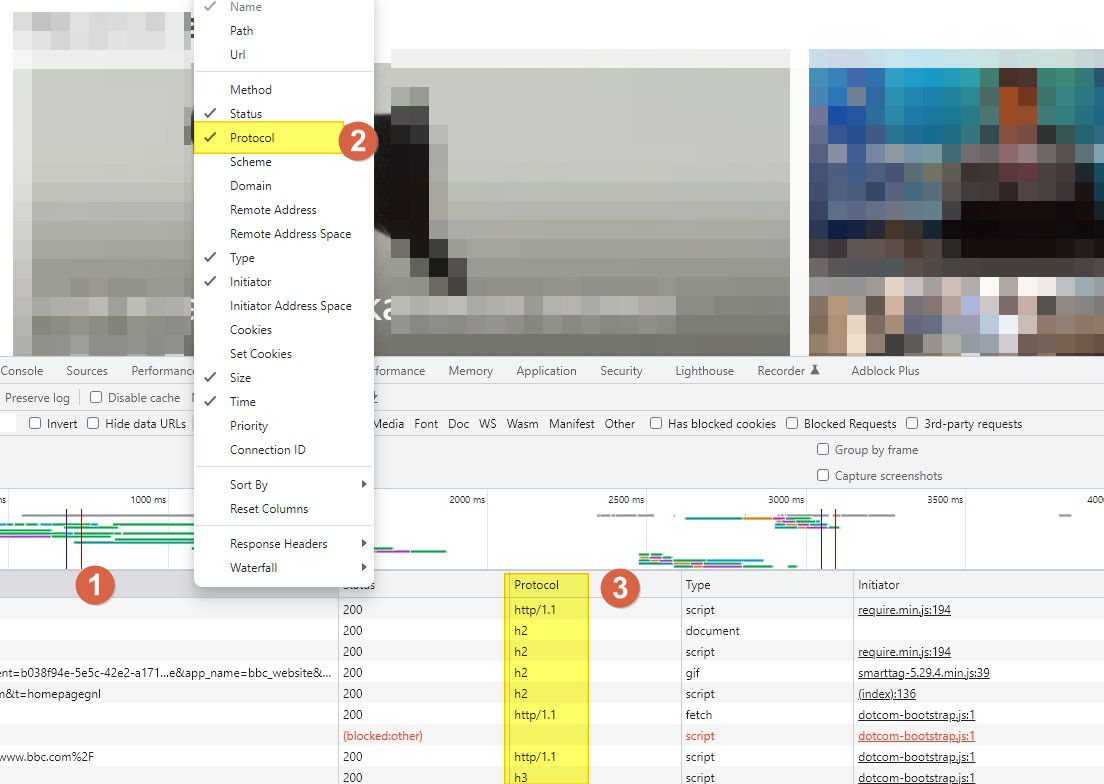 Name
Path
Url
Method
Status
Protocol
2
Scheme
Domain
Remote Address
Remote Address Space
Type
Initiator
Initiator Address Space
Cookies
Set Cookies
Size
Time
Priority
Connection ID
Sort By
Reset Columns
Response Headers
Waterfall
ka
Console Sources Performance formance Memory Application Security Lighthouse Recorder Adblock Plus
Preserve log Disable cache
Invert Hide data URLs Media Font Doc WS Wasm Manifest Other Has blocked cookies Blocked Requests 3rd-party requests
Group by frame
Capture screenshots
ms 1000 ms 2000 ms 2500 ms 3000 ms 3500 ms 400
1
3
Status Protocol Type Initiator
200 http/1.1 script require.min.js:194
200 h2 document
200 h2 script require.min.js:194
ent=b038f94e-5e5c-42e2-a171...e&app_name=bbc_website&... 200 h2 gif smarttag-5.29.4.min.js:39
n&t=homepagegnl 200 h2 script (index):136
200 http/1.1 fetch dotcom-bootstrap.js:1
(blocked:other) script dotcom-bootstrap.js:1
www.bbc.com%2F 200 http/1.1 script dotcom-bootstrap.js:1
200 h3 script dotcom-bootstrap.js:1